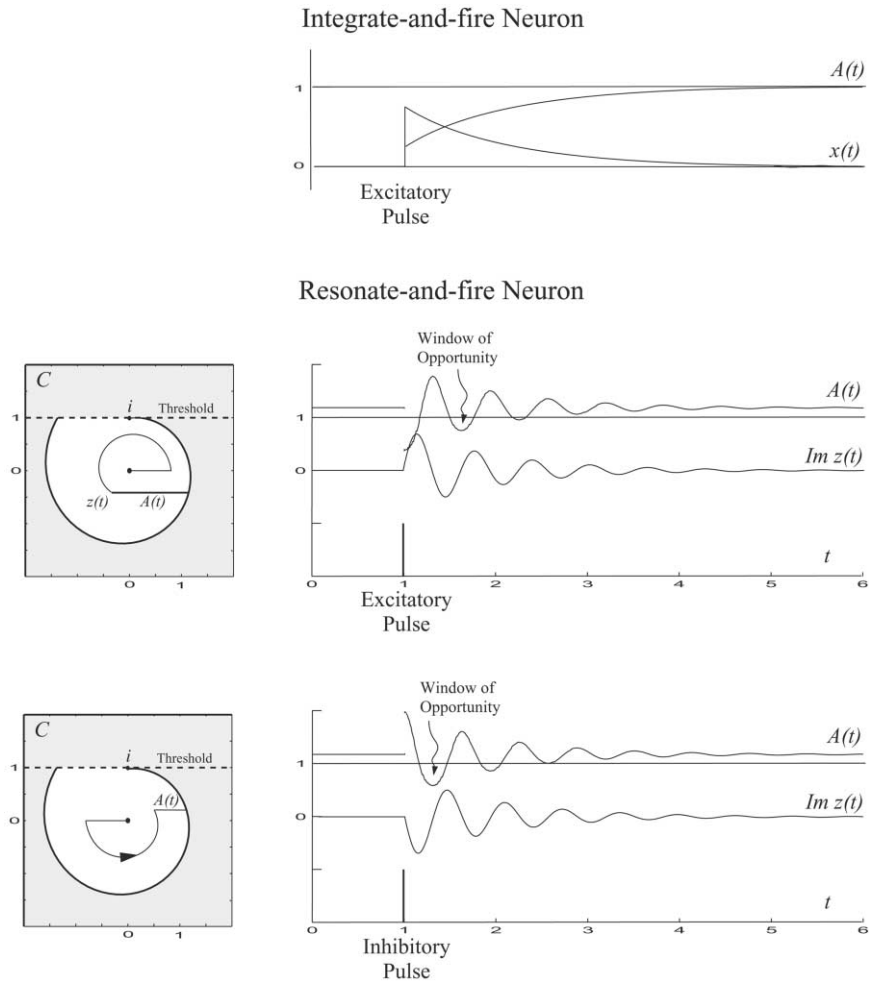 Integrate-and-fire Neuron
A(t)
1
x(t)
0
Excitatory
Pulse
Resonate-and-fire Neuron
Window of
Opportunity
C
i
Threshold
A(t)
1
1
0
z(t)
A(t)
Im z(t)
0
t
0 1
0 1 2 3 4 5 6
Excitatory
Pulse
Window of
Opportunity
C
i
Threshold
A(t)
1
A(t)
1
0
Im z(t)
0
t
0 1
0 1 2 3 4 5 6
Inhibitory
Pulse